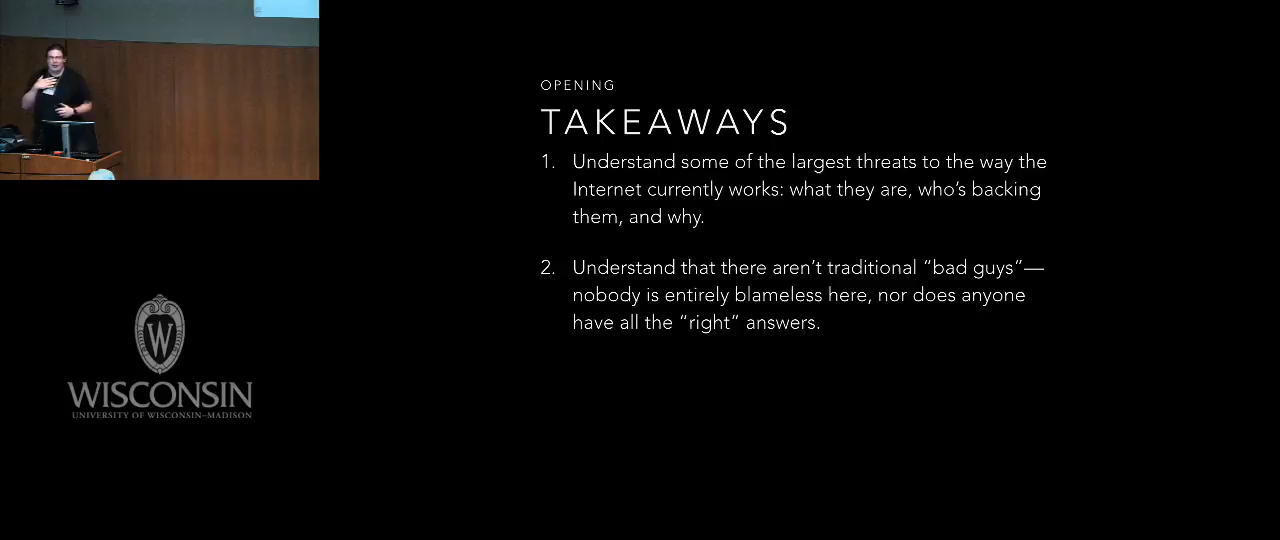 OPENING
TAKEAWAYS
1. Understand some of the largest threats to the way the
Internet currently works: what they are, who’s backing
them, and why.
2. Understand that there aren’t traditional “bad guys”—
nobody is entirely blameless here, nor does anyone
have all the “right” answers.
W
WISCONSIN
UNIVERSITY OF WISCONSIN–MADISON